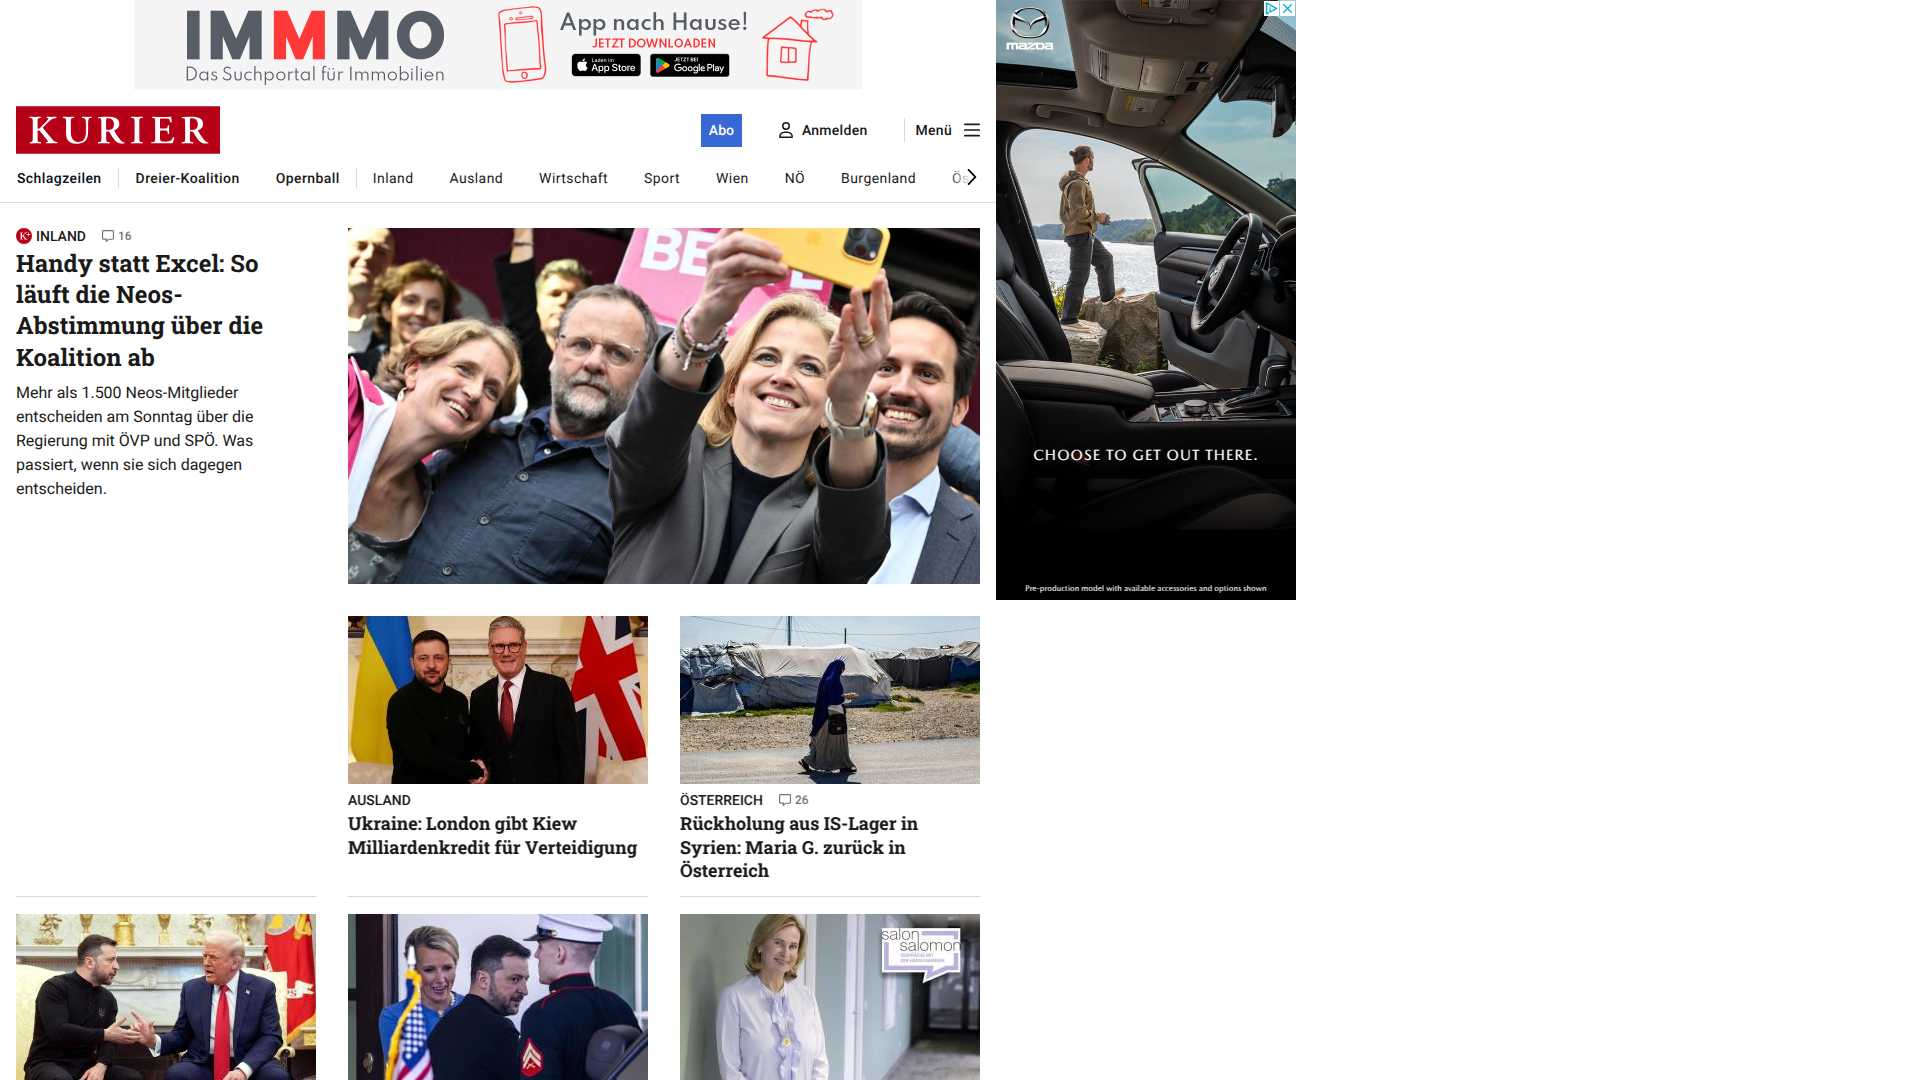 IMMMO
Das Suchportal für Immobilien
App nach Hause!
JETZT DOWNLOADEN
Laden im
App Store
JETZT BEI
Google Play
mazda
CHOOSE TO GET OUT THERE.
Pre-production model with available accessories and options shown
KURIER
Abo
Anmelden
Menü
Schlagzeilen
Dreier-Koalition
Opernball
Inland
Ausland
Wirtschaft
Sport
Wien
NÖ
Burgenland
INLAND
16
Handy statt Excel: So
läuft die Neos-
Abstimmung über die
Koalition ab
Mehr als 1.500 Neos-Mitglieder
entscheiden am Sonntag über die
Regierung mit ÖVP und SPÖ. Was
passiert, wenn sie sich dagegen
entscheiden.
AUSLAND
Ukraine: London gibt Kiew
Milliardenkredit für Verteidigung
ÖSTERREICH
26
Rückholung aus IS-Lager in
Syrien: Maria G. zurück in
Österreich
salon
salomon